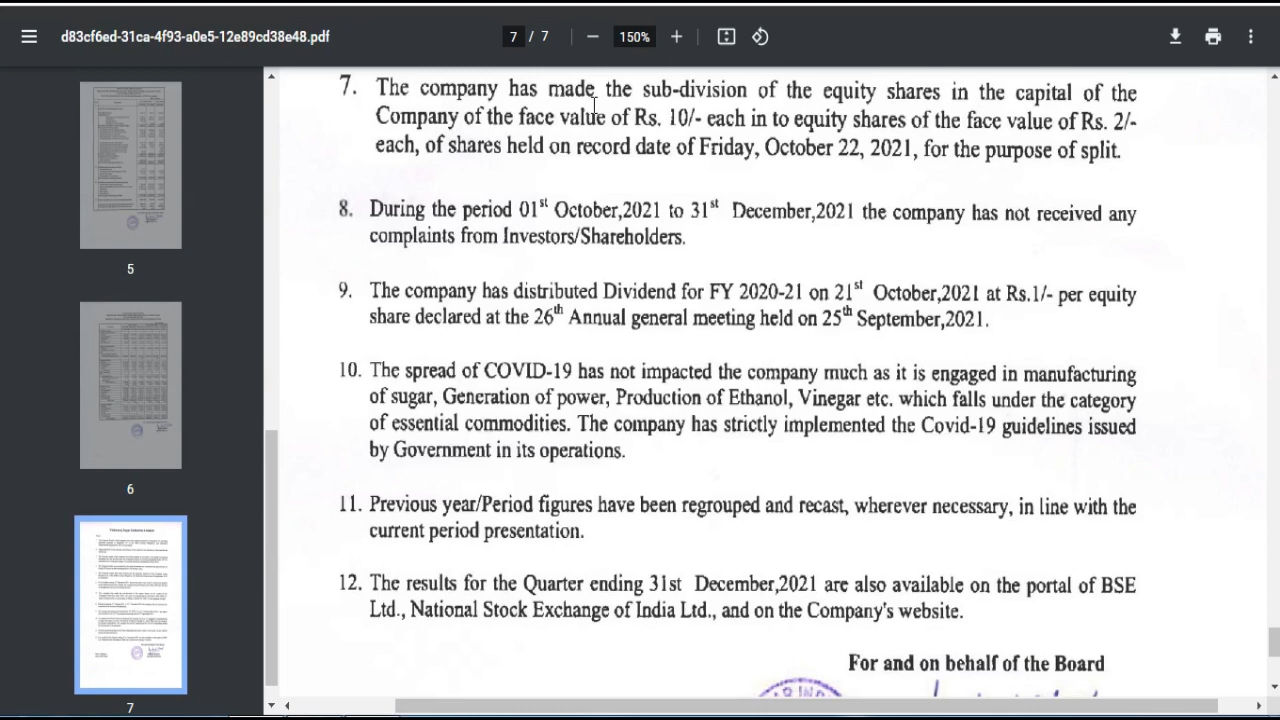 d83cf6ed-31ca-4f93-a0e5-12e89cd38e48.pdf
7 / 7
150%
5
6
7
7. The company has made the sub-division of the equity shares in the capital of the
Company of the face value of Rs. 10/- each in to equity shares of the face value of Rs. 2/-
each, of shares held on record date of Friday, October 22, 2021, for the purpose of split.
8. During the period 01st October,2021 to 31st December,2021 the company has not received any
complaints from Investors/Shareholders.
9. The company has distributed Dividend for FY 2020-21 on 21st October,2021 at Rs.1/- per equity
share declared at the 26th Annual general meeting held on 25th September,2021.
10. The spread of COVID-19 has not impacted the company much as it is engaged in manufacturing
of sugar, Generation of power, Production of Ethanol, Vinegar etc. which falls under the category
of essential commodities. The company has strictly implemented the Covid-19 guidelines issued
by Government in its operations.
11. Previous year/Period figures have been regrouped and recast, wherever necessary, in line with the
current period presentation.
12. The results for the Quarter ending 31st December,2021 are also available on the portal of BSE
Ltd., National Stock Exchange of India Ltd., and on the Company's website.
For and on behalf of the Board